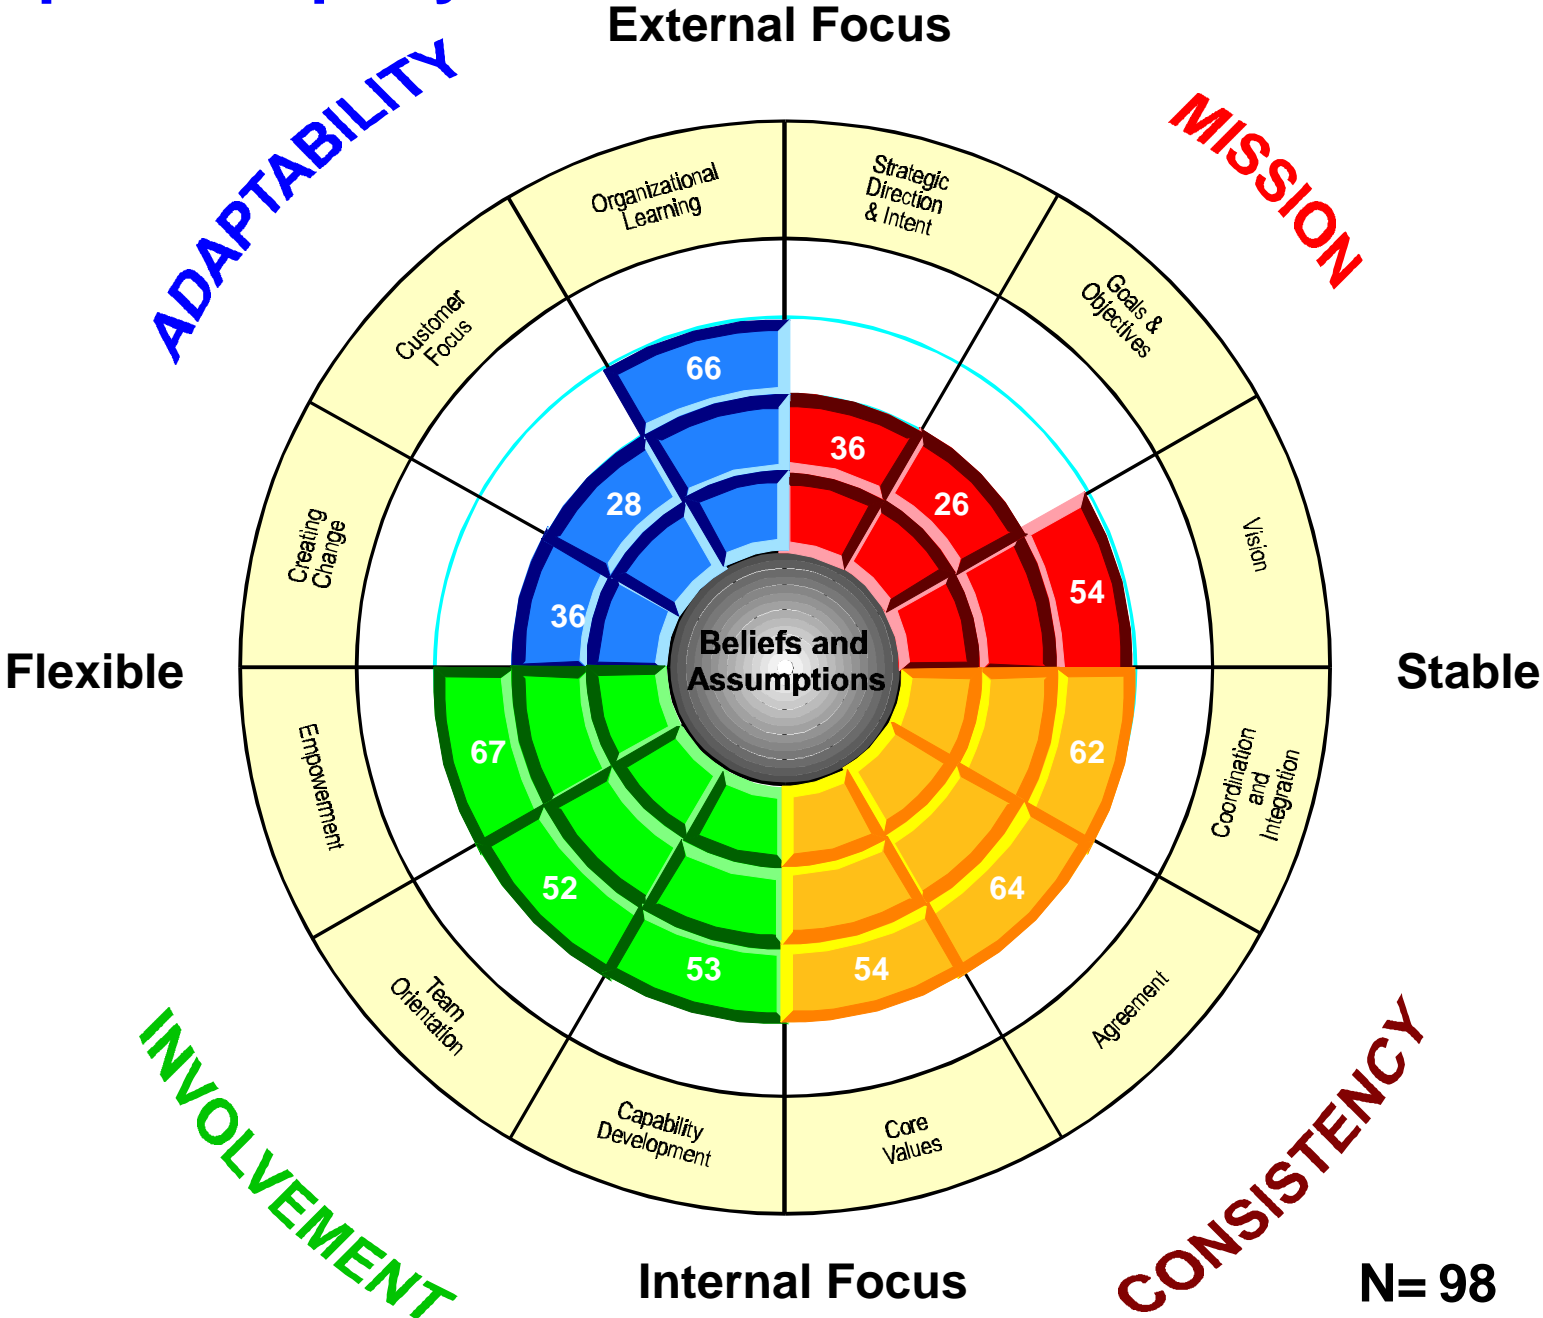 External Focus
ADAPTABILITY
MISSION
Organizational
Learning
Strategic
Direction
& Intent
Customer
Focus
Goals &
Objectives
Creating
Change
Vision
66
36
28
26
36
54
Beliefs and
Assumptions
Flexible
Stable
67
62
52
64
53
54
Empowerment
Coordination
and
Integration
Team
Orientation
Agreement
Capability
Development
Core
Values
INVOLVEMENT
CONSISTENCY
Internal Focus
N= 98